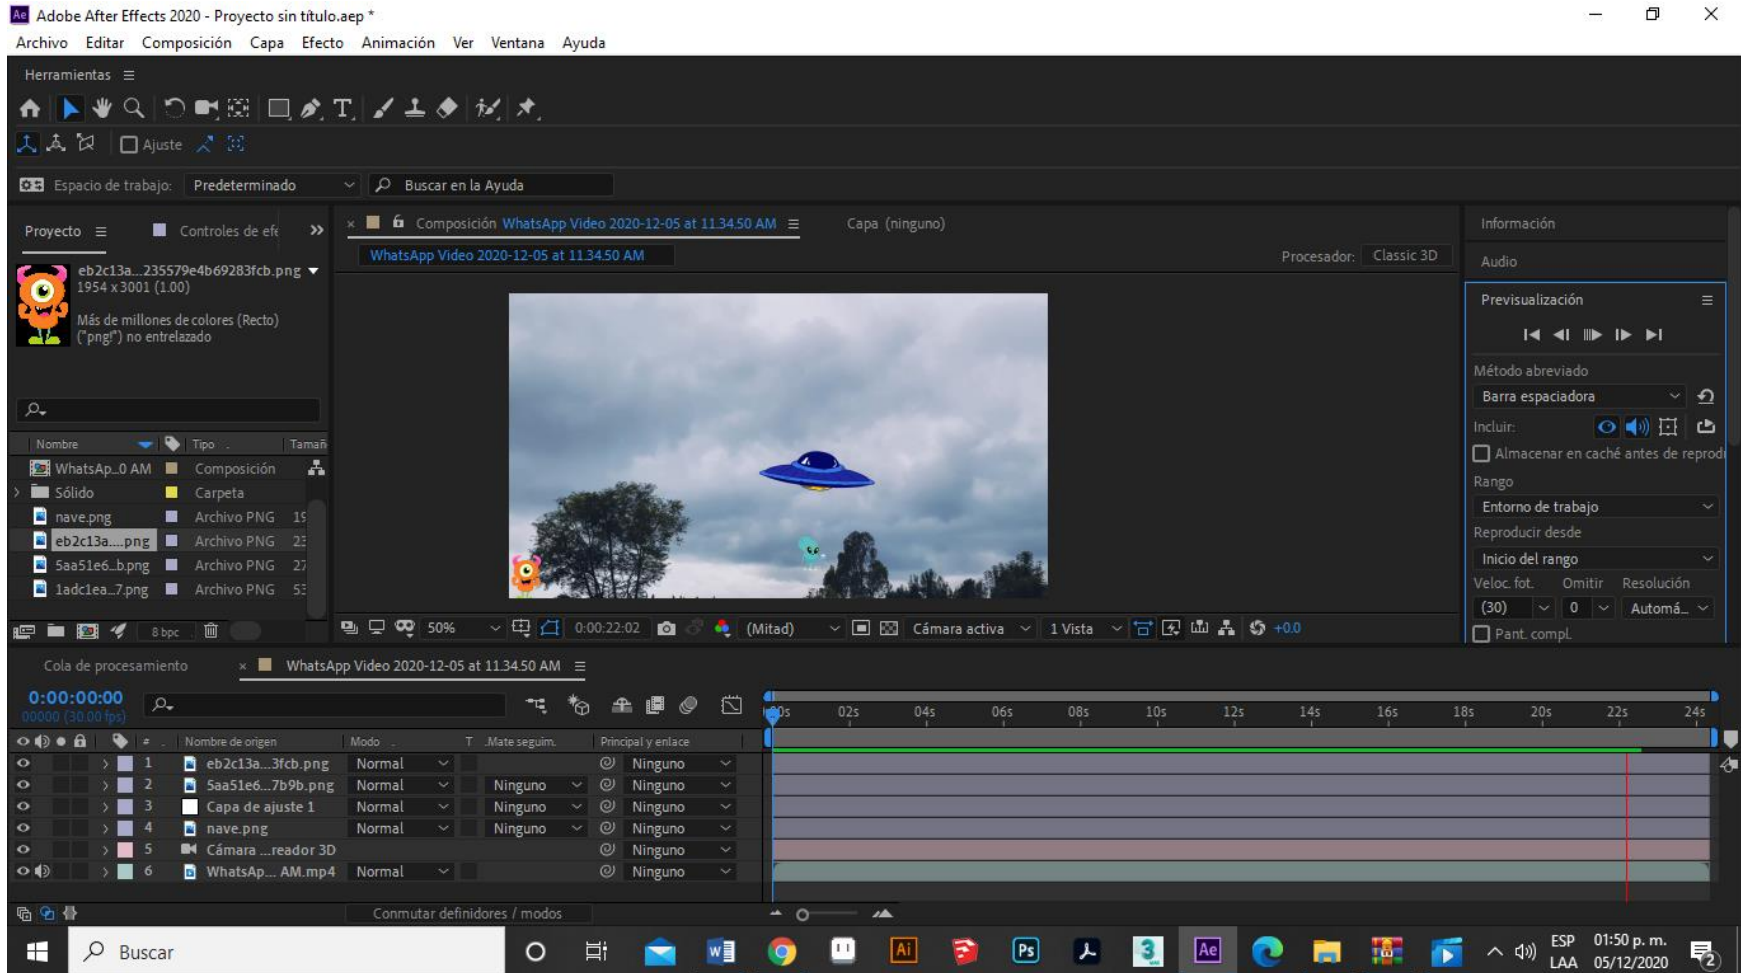 Ae Adobe After Effects 2020 - Proyecto sin título.aep *
Archivo Editar Composición Capa Efecto Animación Ver Ventana Ayuda
Herramientas
Ajuste
Espacio de trabajo: Predeterminado Buscar en la Ayuda
Proyecto Controles de efe
Composición WhatsApp Video 2020-12-05 at 11.34.50 AM Capa (ninguno)
WhatsApp Video 2020-12-05 at 11.34.50 AM Procesador: Classic 3D
eb2c13a...235579e4b69283fcb.png
1954 x 3001 (1.00)
Más de millones de colores (Recto)
("png!") no entrelazado
Nombre Tipo Tamañ
WhatsAp...0 AM Composición
Sólido Carpeta
nave.png Archivo PNG 19
eb2c13a....png Archivo PNG 23
5aa51e6...b.png Archivo PNG 27
1adc1ea...7.png Archivo PNG 53
8 bpc
50% 0:00:22:02 (Mitad) Cámara activa 1 Vista +0.0
Información
Audio
Previsualización
Método abreviado
Barra espaciadora
Incluir:
Almacenar en caché antes de reprodu
Rango
Entorno de trabajo
Reproducir desde
Inicio del rango
Veloc. fot. Omitir Resolución
(30) 0 Automá...
Pant. compl.
Cola de procesamiento WhatsApp Video 2020-12-05 at 11.34.50 AM
0:00:00:00
00000 (30.00 fps)
02s 04s 06s 08s 10s 12s 14s 16s 18s 20s 22s 24s
# Nombre de origen Modo T .Mate seguim. Principal y enlace
1 eb2c13a...3fcb.png Normal Ninguno
2 5aa51e6...7b9b.png Normal Ninguno Ninguno
3 Capa de ajuste 1 Normal Ninguno Ninguno
4 nave.png Normal Ninguno Ninguno
5 Cámara ...reador 3D Ninguno
6 WhatsAp... AM.mp4 Normal Ninguno
Conmutar definidores / modos
Buscar
W Ai Ps 3 Ae
ESP 01:50 p. m.
LAA 05/12/2020
2